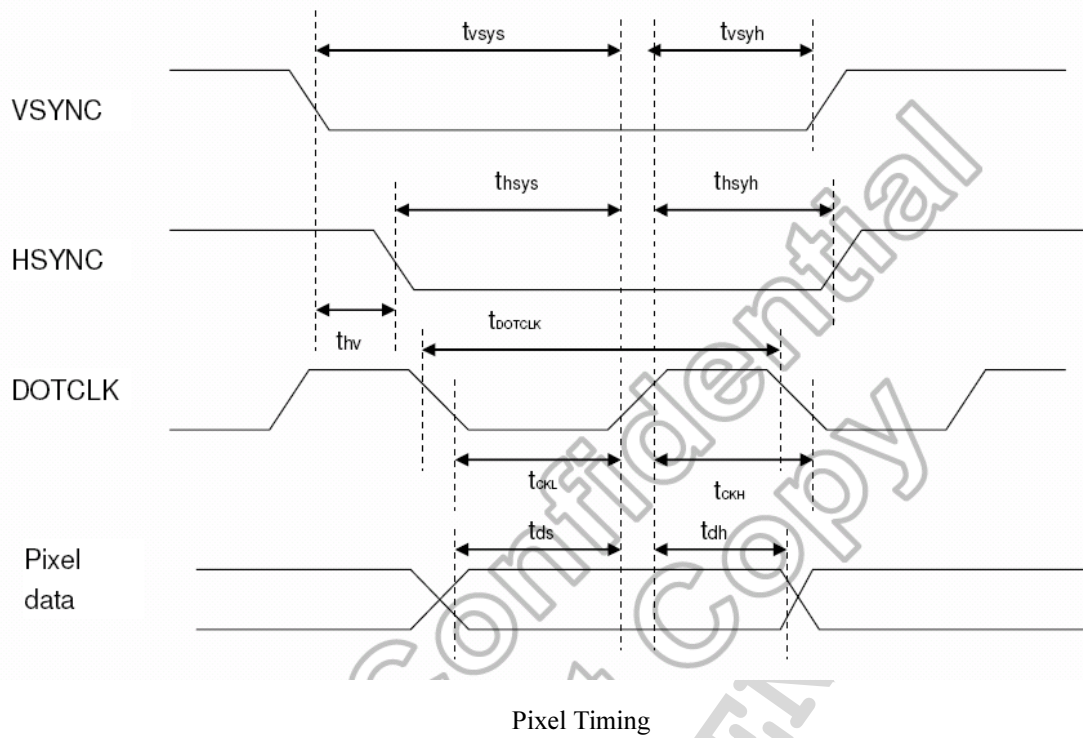 tvsys
tvsyh
VSYNC
thsys
thsyh
HSYNC
thv
tDOTCLK
DOTCLK
tCKL
tCKH
tds
tdh
Pixel
data
Confidential
Copy
Pixel Timing